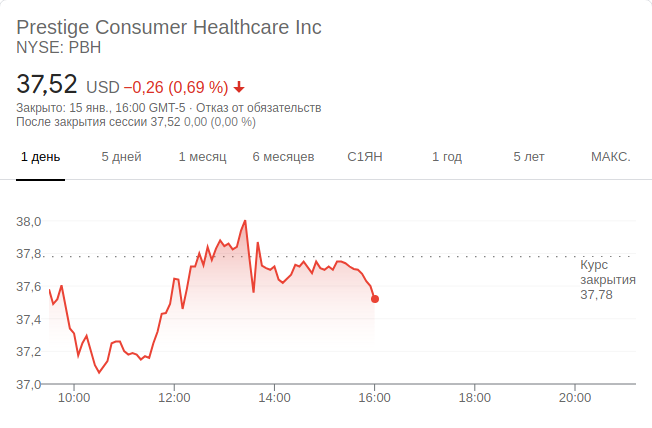 Prestige Consumer Healthcare Inc
NYSE: PBH
37,52 USD −0,26 (0,69 %)
Закрыто: 15 янв., 16:00 GMT-5 · Отказ от обязательств
После закрытия сессии 37,52 0,00 (0,00 %)
1 день 5 дней 1 месяц 6 месяцев С1ЯН 1 год 5 лет МАКС.
38,0
37,8
Курс
закрытия
37,78
37,6
37,4
37,2
37,0
10:00 12:00 14:00 16:00 18:00 20:00